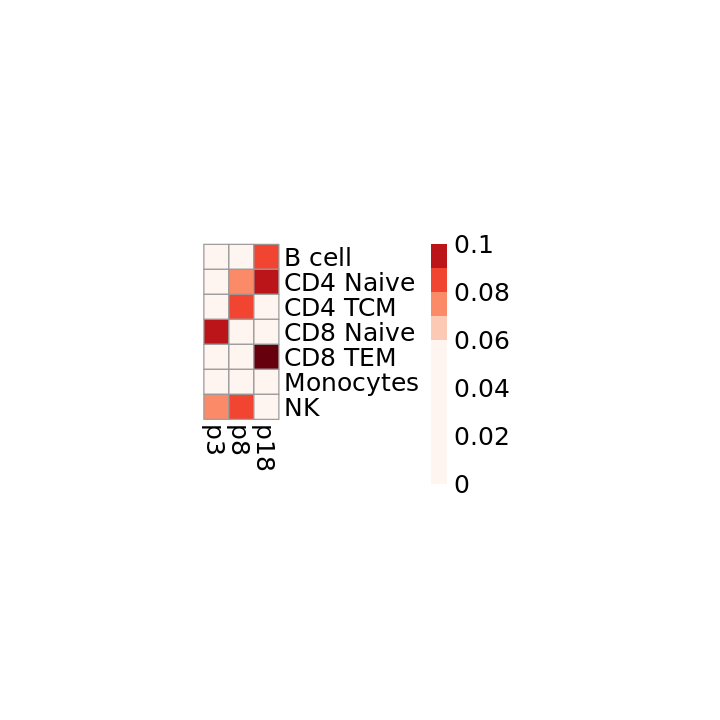 B cell
CD4 Naive
CD4 TCM
CD8 Naive
CD8 TEM
Monocytes
NK
p3
p8
p18
0.1
0.08
0.06
0.04
0.02
0